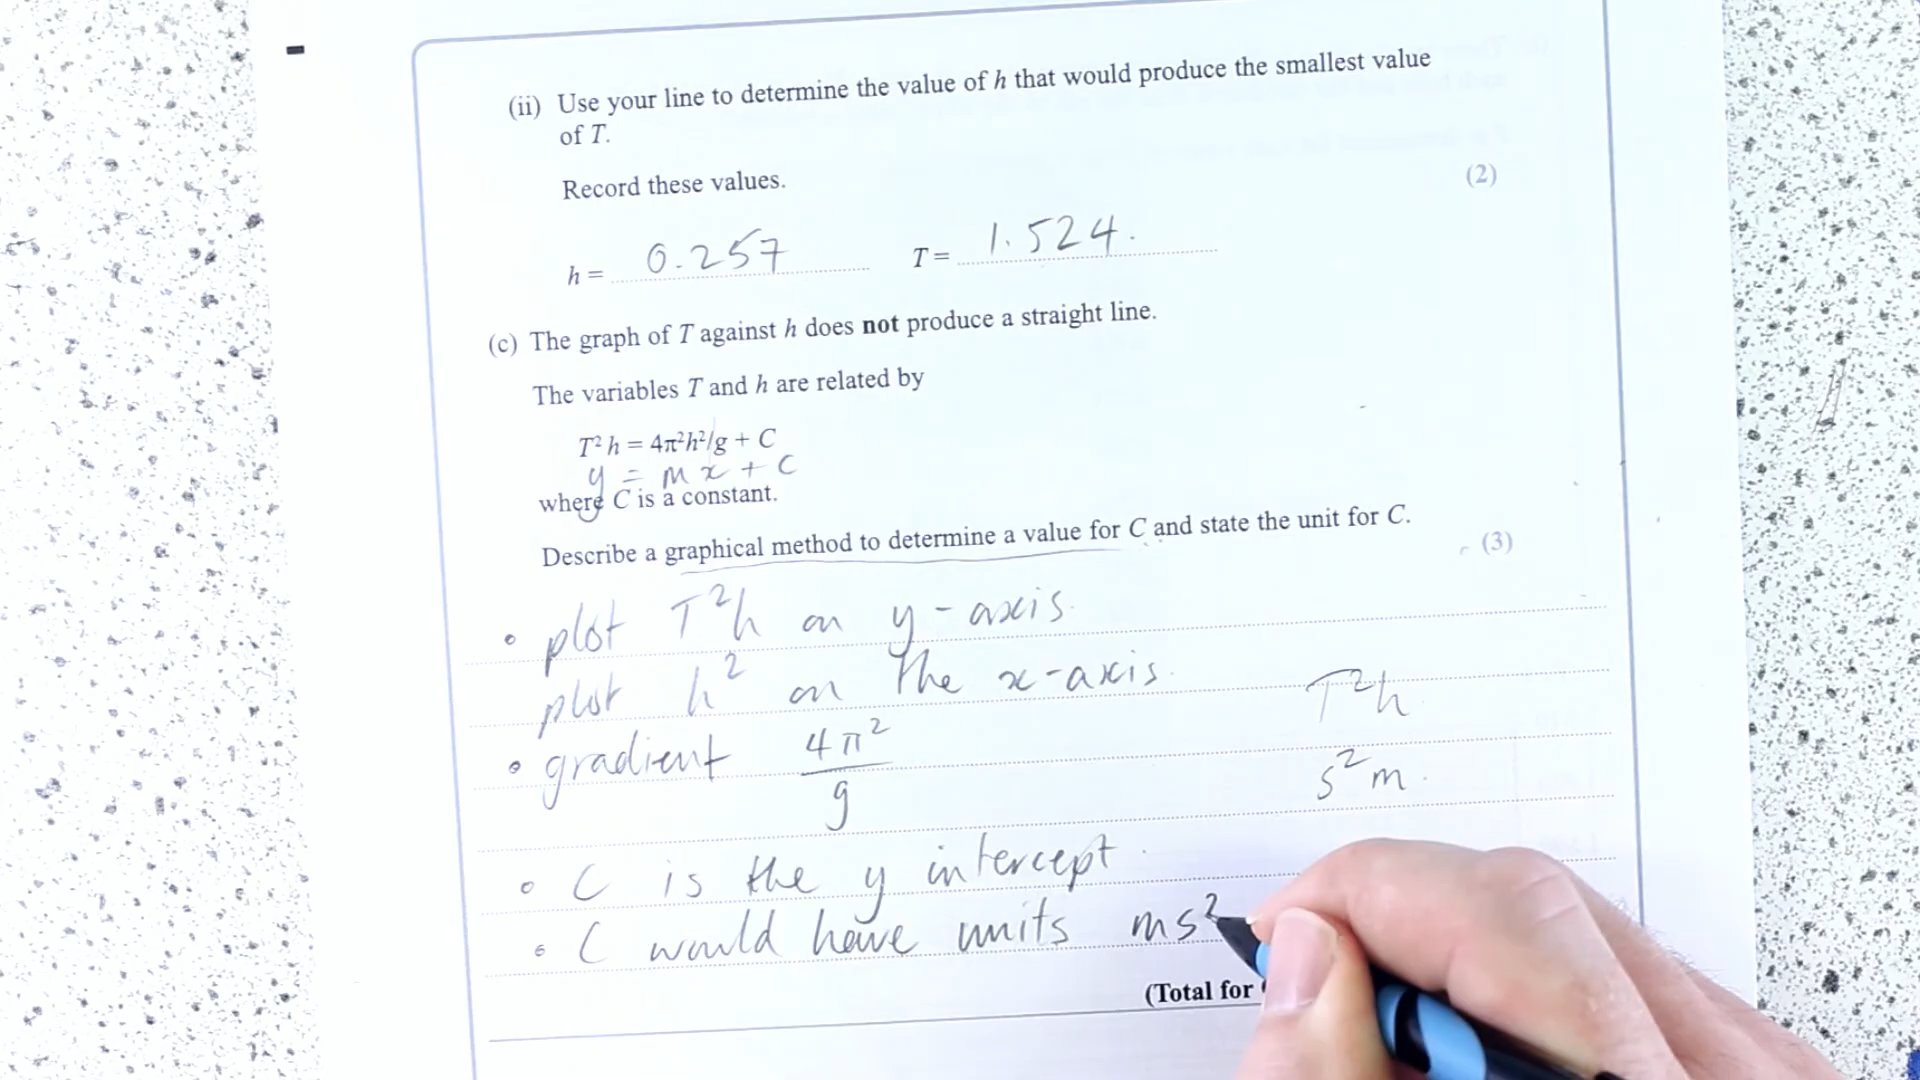 (ii) Use your line to determine the value of h that would produce the smallest value
of T.
Record these values.
(2)
h = 0.257 T = 1.524.
(c) The graph of T against h does not produce a straight line.
The variables T and h are related by
T² h = 4π²h²/g + C
y = m x + C
where C is a constant.
Describe a graphical method to determine a value for C and state the unit for C.
(3)
• plot T²h on y-axis.
plot h² on the x-axis.
T²h
• gradient 4π²
g
s²m.
• C is the y intercept.
• C would have units ms²
(Total for